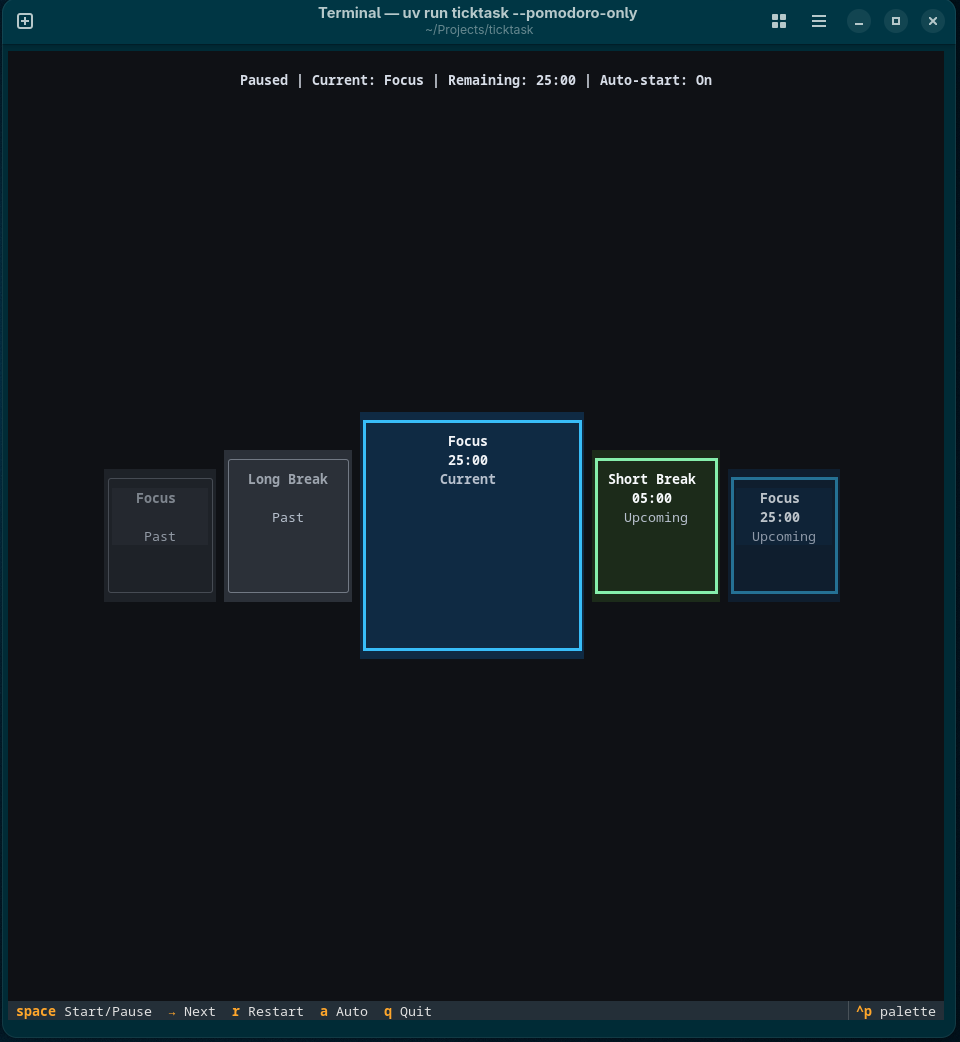 Terminal — uv run ticktask --pomodoro-only
~/Projects/ticktask
Paused | Current: Focus | Remaining: 25:00 | Auto-start: On
Focus
Past
Long Break
Past
Focus
25:00
Current
Short Break
05:00
Upcoming
Focus
25:00
Upcoming
space Start/Pause → Next r Restart a Auto q Quit ^p palette